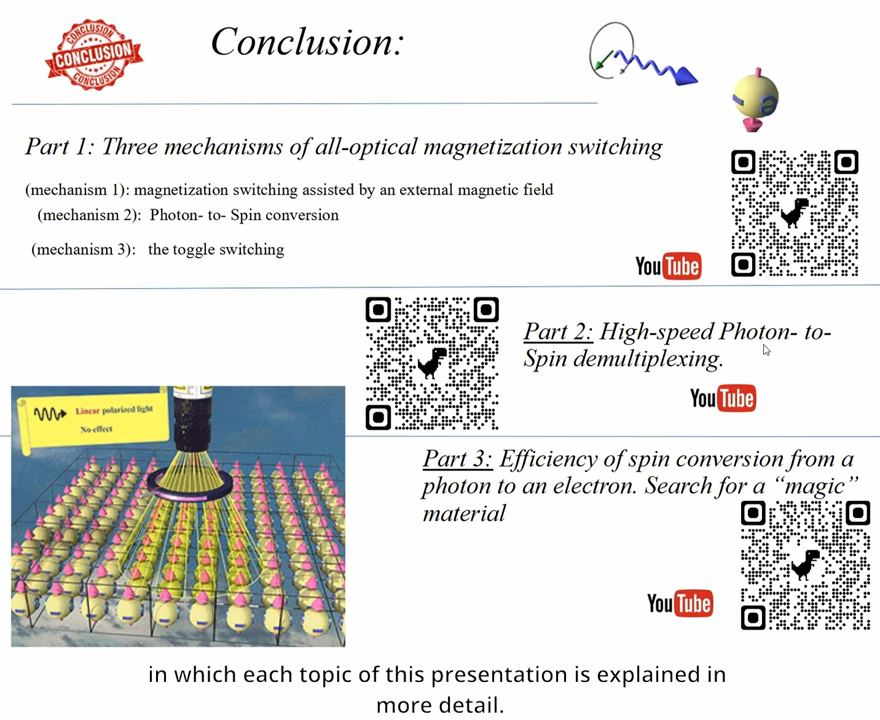 CONCLUSION
CONCLUSION
CONCLUSION
Conclusion:
Part 1: Three mechanisms of all-optical magnetization switching
(mechanism 1): magnetization switching assisted by an external magnetic field
(mechanism 2): Photon- to- Spin conversion
(mechanism 3): the toggle switching
YouTube
Part 2: High-speed Photon- to-
Spin demultiplexing.
YouTube
Linear polarized light
No effect
Part 3: Efficiency of spin conversion from a
photon to an electron. Search for a “magic”
material
YouTube
in which each topic of this presentation is explained in
more detail.